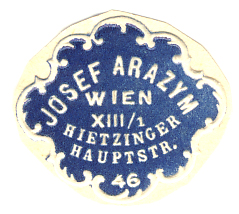 JOSEF ARAZYM
WIEN
XIII/1
HIETZINGER
HAUPTSTR.
46